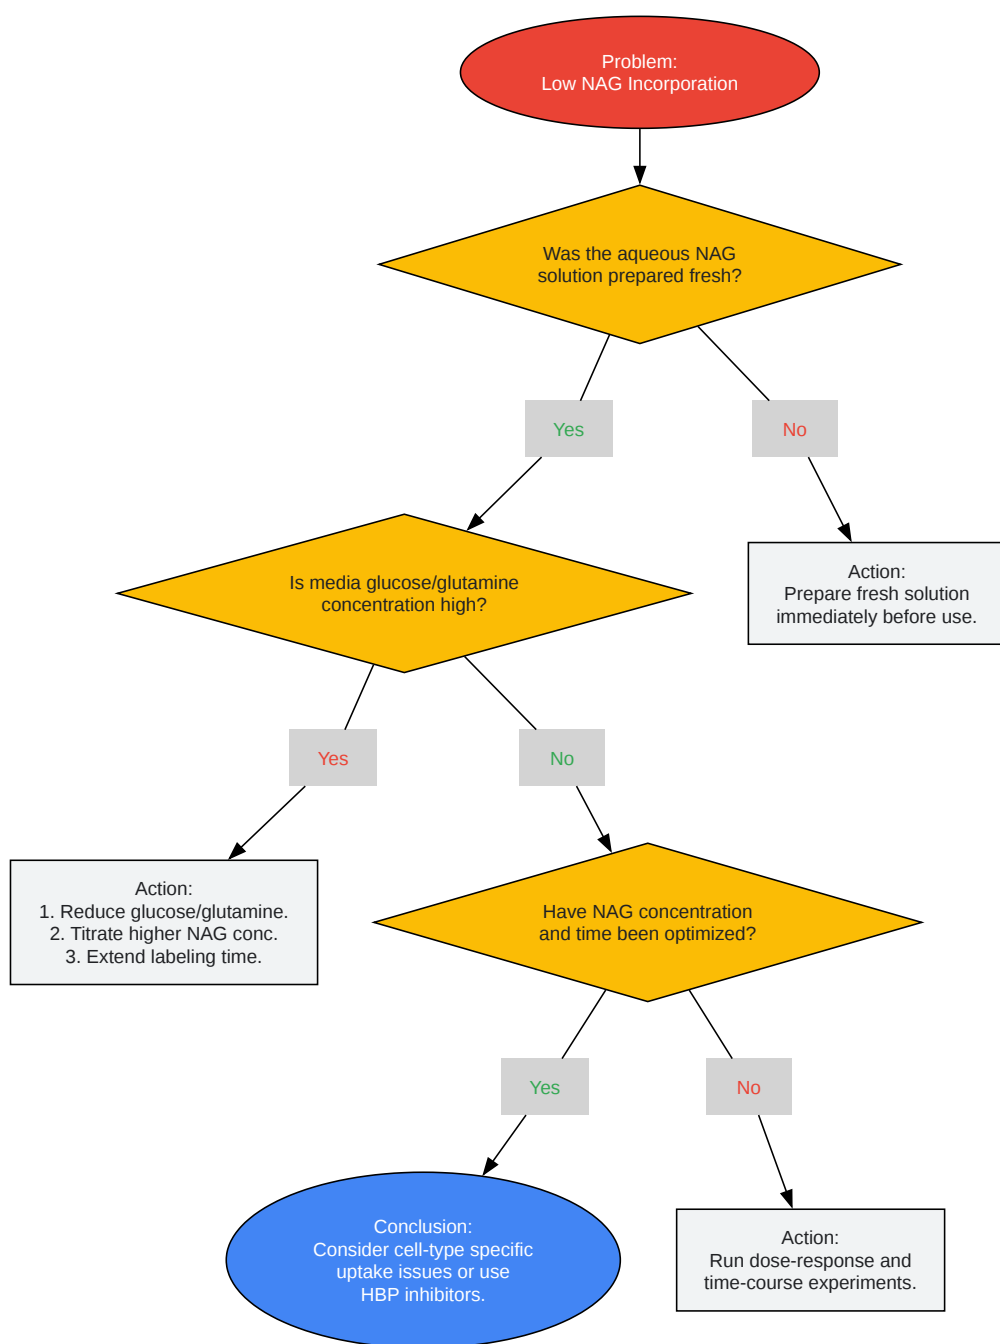 Problem:
Low NAG Incorporation
Was the aqueous NAG
solution prepared fresh?
Yes
No
Is media glucose/glutamine
concentration high?
Action:
Prepare fresh solution
immediately before use.
Yes
No
Action:
1. Reduce glucose/glutamine.
2. Titrate higher NAG conc.
3. Extend labeling time.
Have NAG concentration
and time been optimized?
Yes
No
Conclusion:
Consider cell-type specific
uptake issues or use
HBP inhibitors.
Action:
Run dose-response and
time-course experiments.